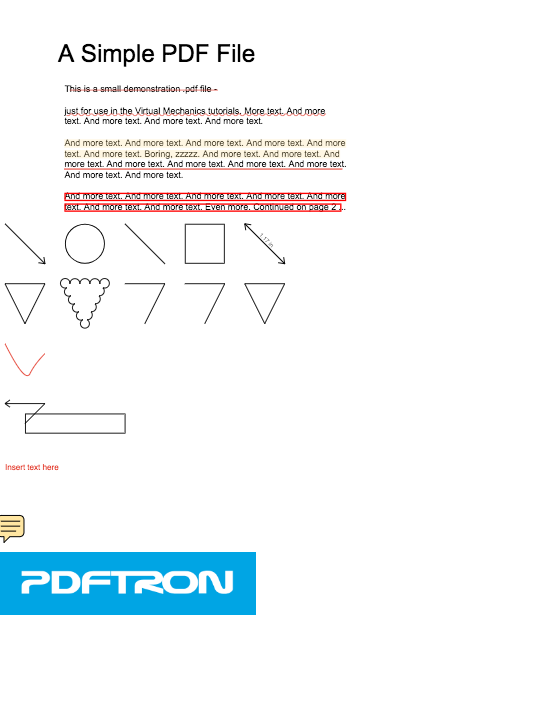 A Simple PDF File
This is a small demonstration .pdf file -
just for use in the Virtual Mechanics tutorials. More text. And more
text. And more text. And more text. And more text.
And more text. And more text. And more text. And more text. And more
text. And more text. Boring, zzzzz. And more text. And more text. And
more text. And more text. And more text. And more text. And more text.
And more text. And more text.
And more text. And more text. And more text. And more text. And more
text. And more text. And more text. Even more. Continued on page 2 ...
Insert text here
PDFTRON